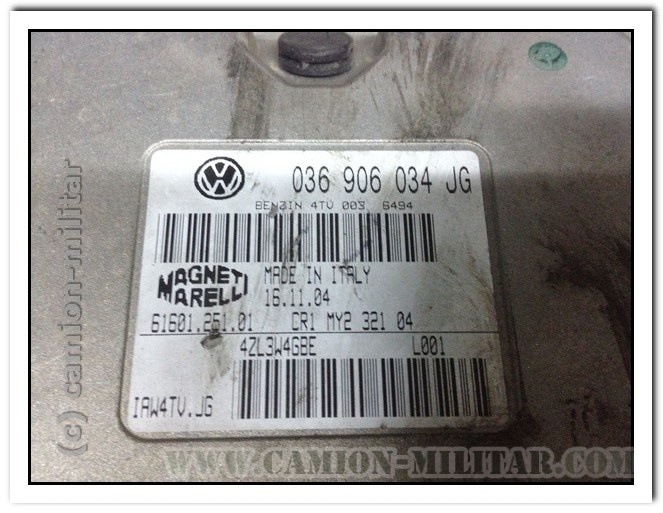 036 906 034 JG
BENZIN 4TV 003 6494
MAGNETI
MARELLI
MADE IN ITALY
16.11.04
61601.261.01 CR1 MY2 321 04
4ZL3W4GBE L001
IAW4TV.JG
(c) camion-militar
WWW.CAMION-MILITAR.COM